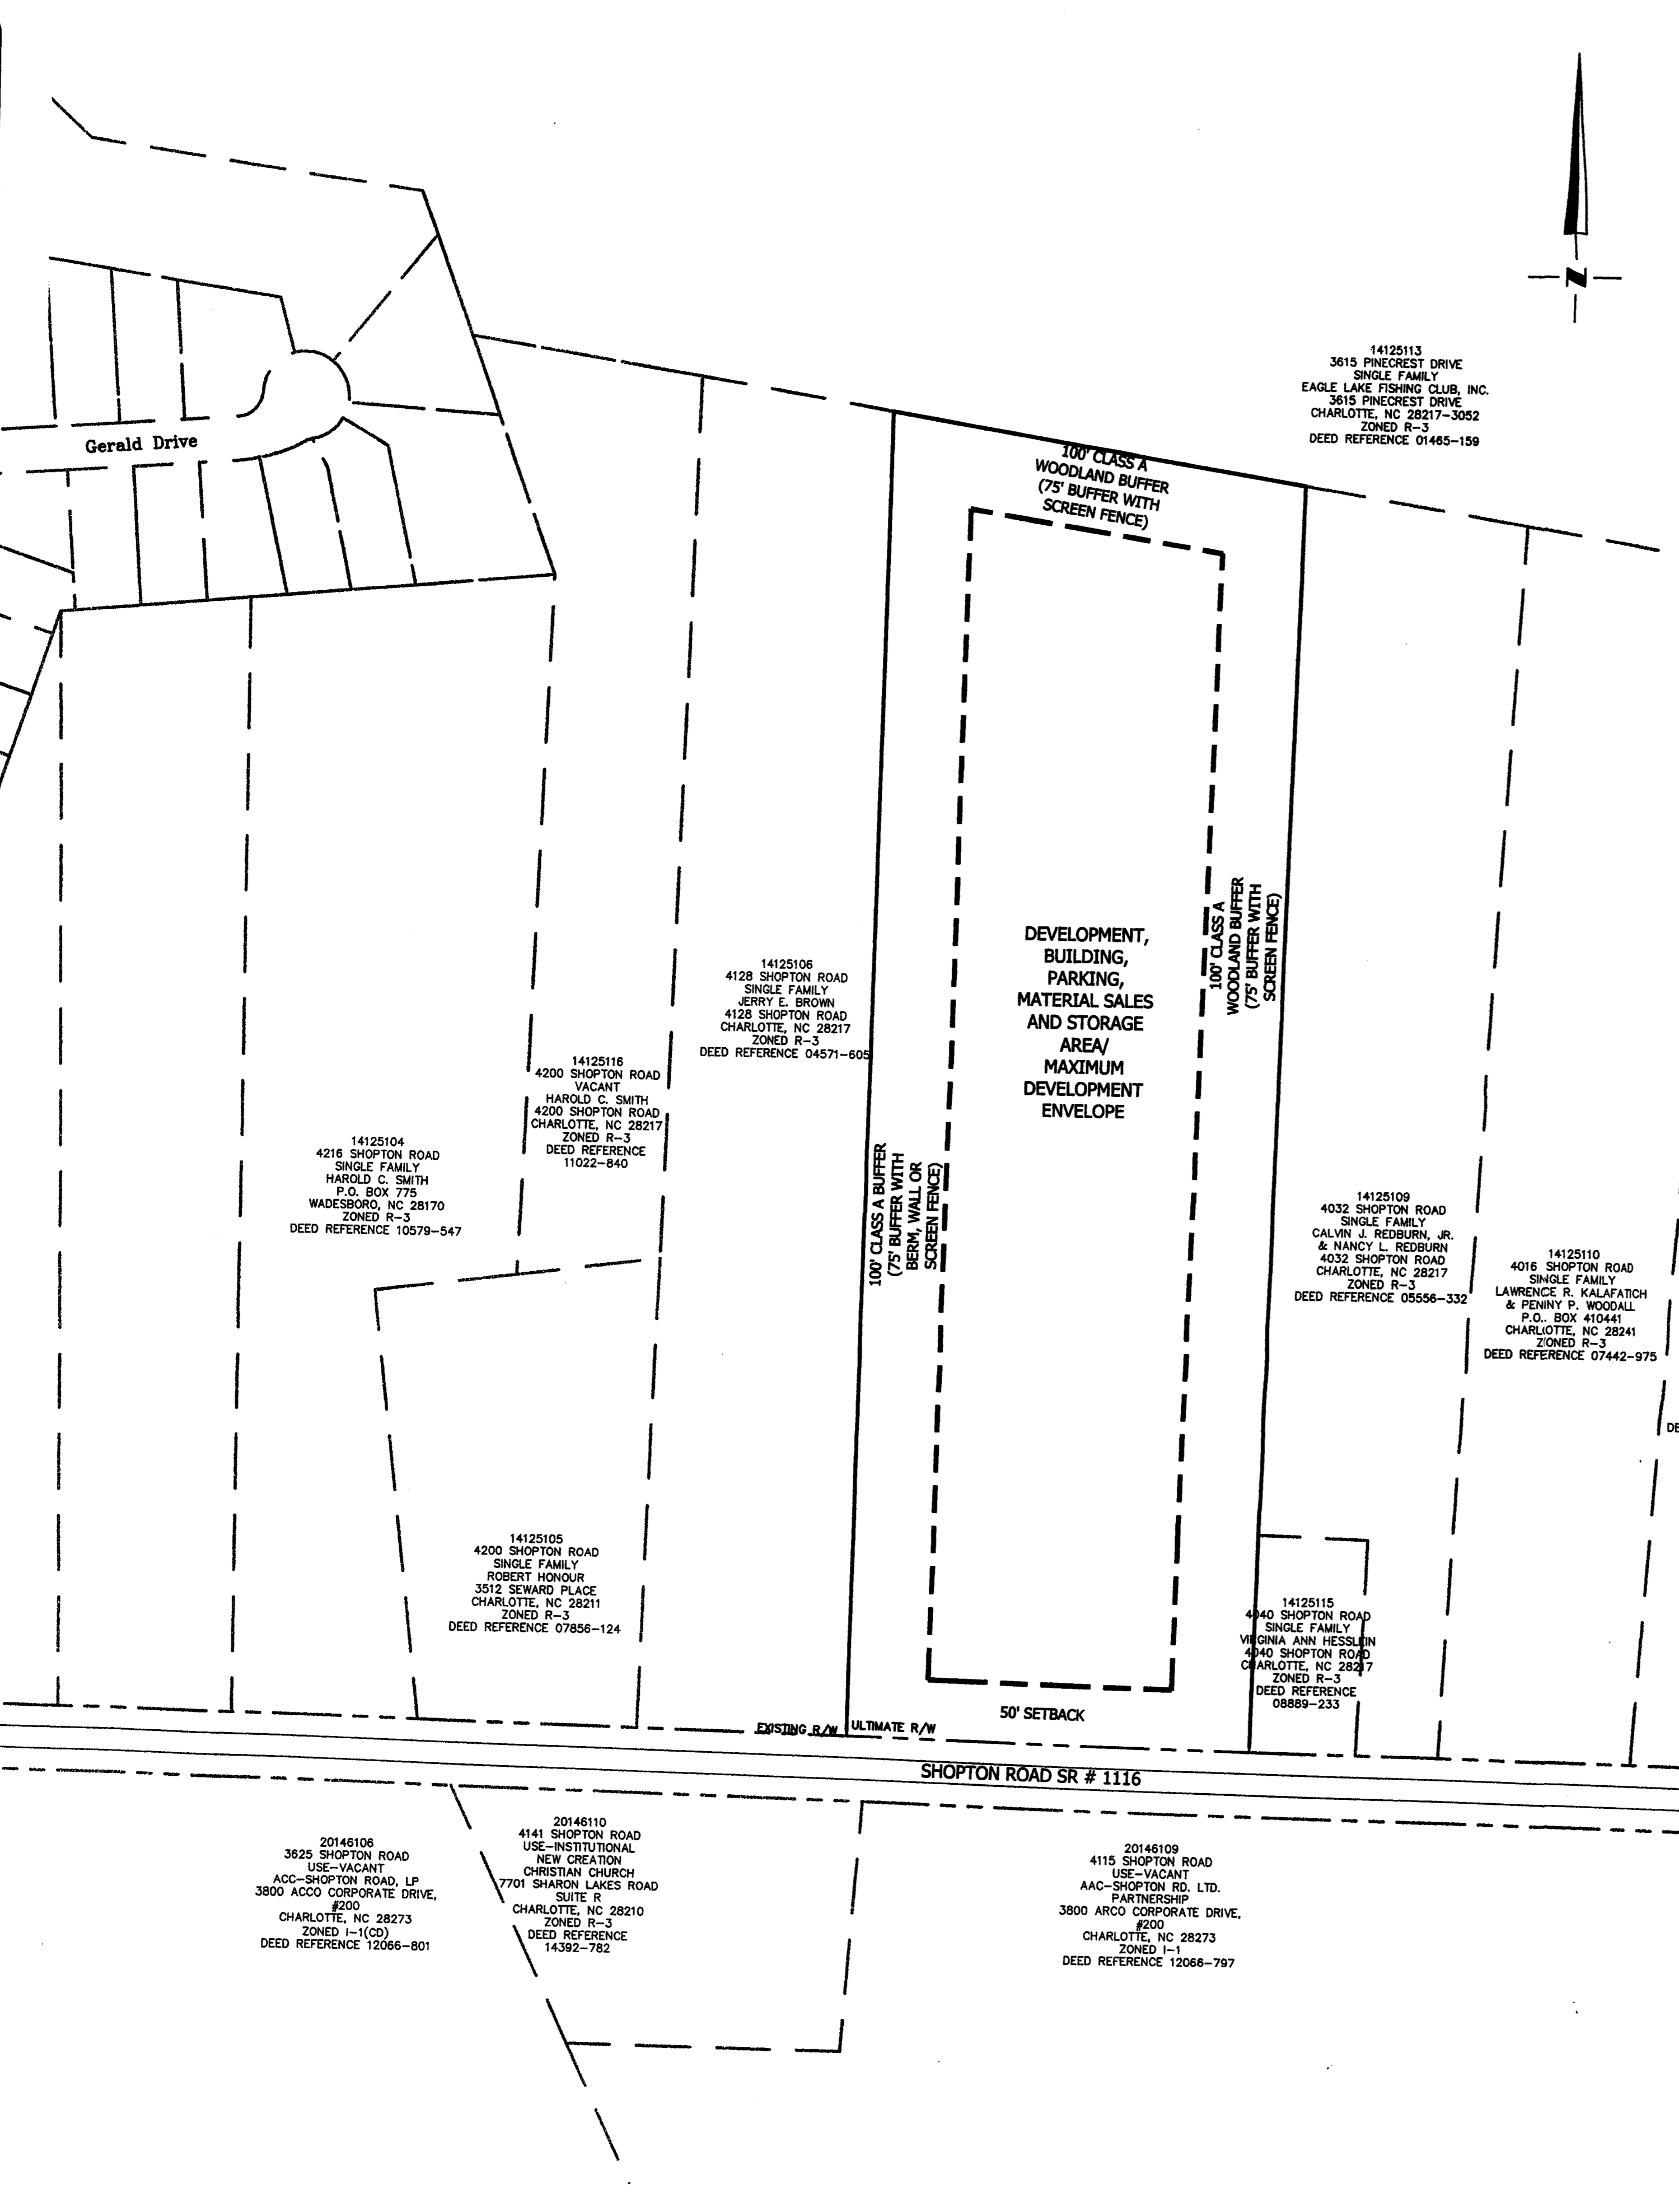 N
14125113
3615 PINECREST DRIVE
SINGLE FAMILY
EAGLE LAKE FISHING CLUB, INC.
3615 PINECREST DRIVE
CHARLOTTE, NC 28217-3052
ZONED R-3
DEED REFERENCE 01465-159
Gerald Drive
100' CLASS A
WOODLAND BUFFER
(75' BUFFER WITH
SCREEN FENCE)
DEVELOPMENT,
BUILDING,
PARKING,
MATERIAL SALES
AND STORAGE
AREA/
MAXIMUM
DEVELOPMENT
ENVELOPE
100' CLASS A
WOODLAND BUFFER
(75' BUFFER WITH
SCREEN FENCE)
14125106
4128 SHOPTON ROAD
SINGLE FAMILY
JERRY E. BROWN
4128 SHOPTON ROAD
CHARLOTTE, NC 28217
ZONED R-3
DEED REFERENCE 04571-605
14125116
4200 SHOPTON ROAD
VACANT
HAROLD C. SMITH
4200 SHOPTON ROAD
CHARLOTTE, NC 28217
ZONED R-3
DEED REFERENCE
11022-840
14125104
4216 SHOPTON ROAD
SINGLE FAMILY
HAROLD C. SMITH
P.O. BOX 775
WADESBORO, NC 28170
ZONED R-3
DEED REFERENCE 10579-547
100' CLASS A BUFFER
(75' BUFFER WITH
BERM, WALL OR
SCREEN FENCE)
14125109
4032 SHOPTON ROAD
SINGLE FAMILY
CALVIN J. REDBURN, JR.
& NANCY L. REDBURN
4032 SHOPTON ROAD
CHARLOTTE, NC 28217
ZONED R-3
DEED REFERENCE 05556-332
14125110
4016 SHOPTON ROAD
SINGLE FAMILY
LAWRENCE R. KALAFATICH
& PENINY P. WOODALL
P.O.. BOX 410441
CHARLOTTE, NC 28241
ZONED R-3
DEED REFERENCE 07442-975
DE
14125105
4200 SHOPTON ROAD
SINGLE FAMILY
ROBERT HONOUR
3512 SEWARD PLACE
CHARLOTTE, NC 28211
ZONED R-3
DEED REFERENCE 07856-124
14125115
4040 SHOPTON ROAD
SINGLE FAMILY
VIRGINIA ANN HESSLEIN
4040 SHOPTON ROAD
CHARLOTTE, NC 28217
ZONED R-3
DEED REFERENCE
08889-233
50' SETBACK
EXISTING R/W
ULTIMATE R/W
SHOPTON ROAD SR # 1116
20146106
3625 SHOPTON ROAD
USE-VACANT
ACC-SHOPTON ROAD, LP
3800 ACCO CORPORATE DRIVE,
#200
CHARLOTTE, NC 28273
ZONED I-1(CD)
DEED REFERENCE 12066-801
20146110
4141 SHOPTON ROAD
USE-INSTITUTIONAL
NEW CREATION
CHRISTIAN CHURCH
7701 SHARON LAKES ROAD
SUITE R
CHARLOTTE, NC 28210
ZONED R-3
DEED REFERENCE
14392-782
20146109
4115 SHOPTON ROAD
USE-VACANT
AAC-SHOPTON RD. LTD.
PARTNERSHIP
3800 ARCO CORPORATE DRIVE,
#200
CHARLOTTE, NC 28273
ZONED I-1
DEED REFERENCE 12066-797